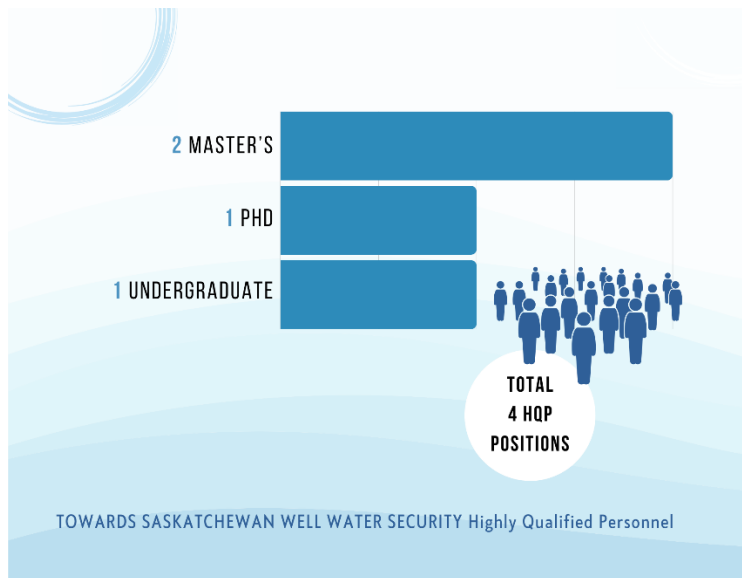 2 MASTER'S
1 PHD
1 UNDERGRADUATE
TOTAL
4 HQP
POSITIONS
TOWARDS SASKATCHEWAN WELL WATER SECURITY Highly Qualified Personnel